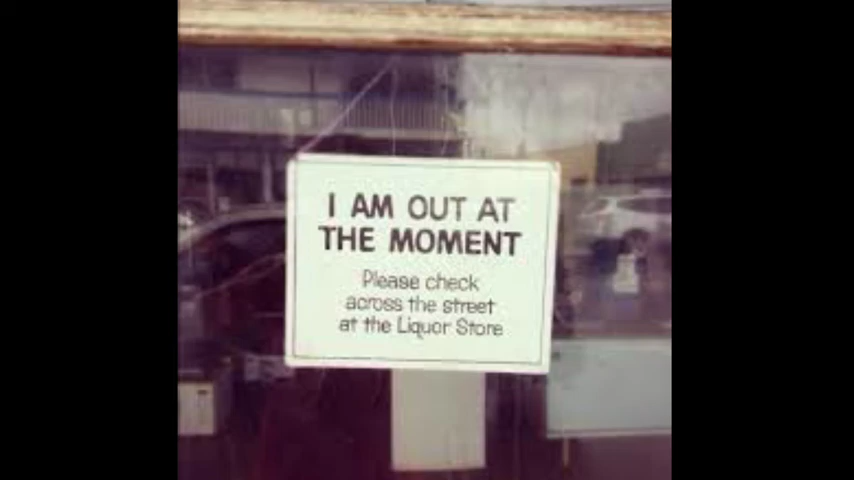 I AM OUT AT
THE MOMENT
Please check
across the street
at the Liquor Store